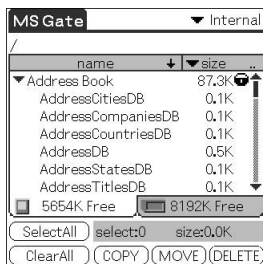 MS Gate Internal
/
name size ..
Address Book 87.3K
AddressCitiesDB 0.1K
AddressCompaniesDB 0.1K
AddressCountriesDB 0.1K
AddressDB 0.5K
AddressStatesDB 0.1K
AddressTitlesDB 0.1K
5654K Free 8192K Free
SelectAll select:0 size:0.0K
ClearAll COPY MOVE DELETE